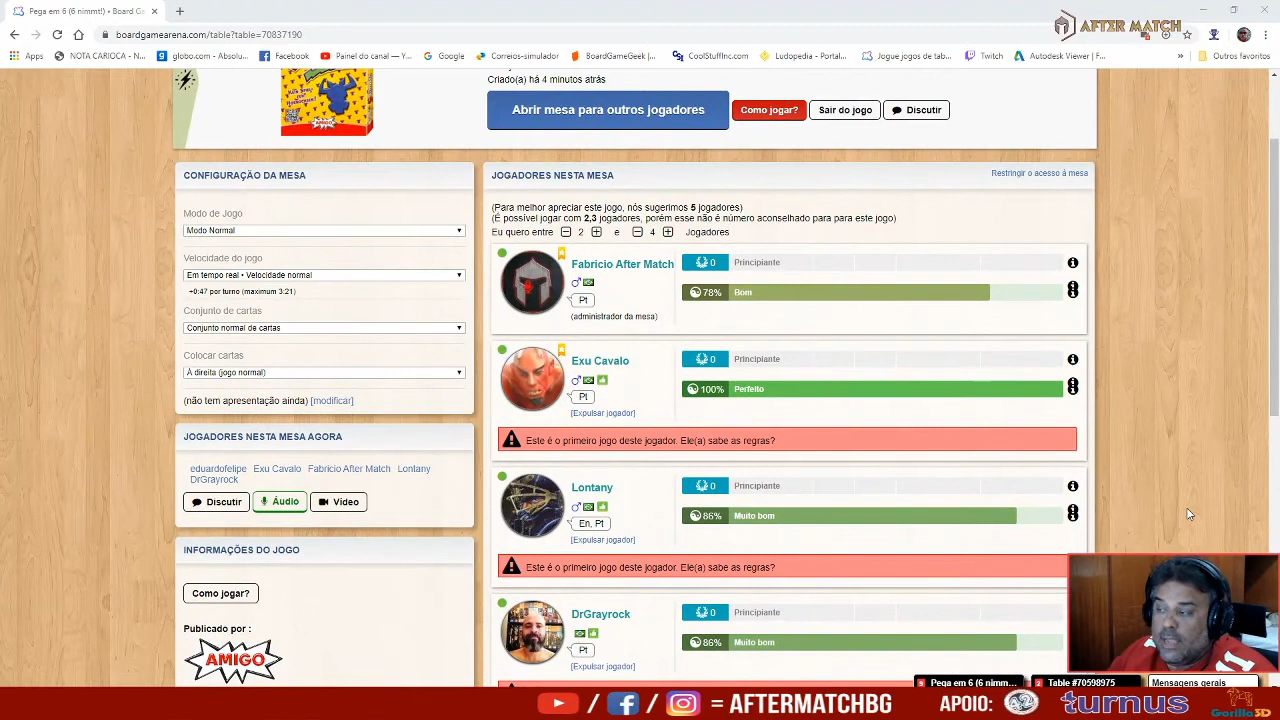 Pega em 6 (6 nimmt!) • Board G
boardgamearena.com/table?table=70837190
AFTER MATCH
Apps
NOTA CARIOCA - N...
globo.com - Absolu...
Facebook
Painel do canal — Y...
Google
Correios-simulador
BoardGameGeek |...
CoolStuffInc.com
Ludopedia - Portal...
Jogue jogos de tab...
Twitch
Autodesk Viewer | F...
»
Outros favoritos
AMIGO
Criado(a) há 4 minutos atrás
Abrir mesa para outros jogadores
Como jogar?
Sair do jogo
Discutir
CONFIGURAÇÃO DA MESA
Modo de Jogo
Modo Normal
Velocidade do jogo
Em tempo real • Velocidade normal
+0:47 por turno (maximum 3:21)
Conjunto de cartas
Conjunto normal de cartas
Colocar cartas
À direita (jogo normal)
(não tem apresentação ainda) [modificar]
JOGADORES NESTA MESA AGORA
eduardofelipe Exu Cavalo Fabricio After Match Lontany
DrGrayrock
Discutir
Áudio
Vídeo
INFORMAÇÕES DO JOGO
Como jogar?
Publicado por :
AMIGO
JOGADORES NESTA MESA
Restringir o acesso á mesa
(Para melhor apreciar este jogo, nós sugerimos 5 jogadores)
(É possível jogar com 2,3 jogadores, porém esse não é número aconselhado para para este jogo)
Eu quero entre 2 e 4 Jogadores
Fabricio After Match
Pt
(administrador da mesa)
0 Principiante
78% Bom
Exu Cavalo
Pt
[Expulsar jogador]
0 Principiante
100% Perfeito
Este é o primeiro jogo deste jogador. Ele(a) sabe as regras?
Lontany
En, Pt
[Expulsar jogador]
0 Principiante
86% Muito bom
Este é o primeiro jogo deste jogador. Ele(a) sabe as regras?
DrGrayrock
Pt
[Expulsar jogador]
0 Principiante
86% Muito bom
Pega em 6 (6 nimm...
2 Table #70598975
Mensagens gerais
/ / = AFTERMATCHBG
APOIO:
A2
turnus
Gorilla3D